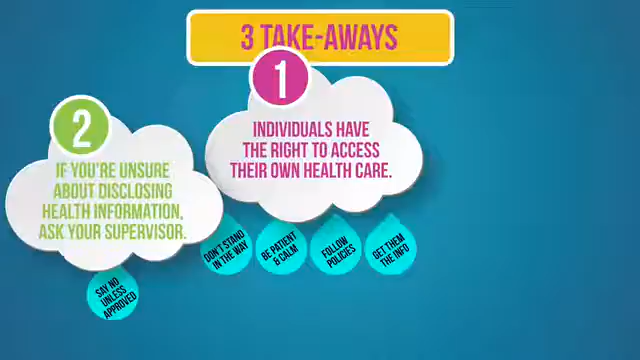 3 TAKE-AWAYS
1
INDIVIDUALS HAVE
THE RIGHT TO ACCESS
THEIR OWN HEALTH CARE.
DON'T STAND
IN THE WAY
BE PATIENT
& CALM
FOLLOW
POLICIES
GET THEM
THE INFO
2
IF YOU'RE UNSURE
ABOUT DISCLOSING
HEALTH INFORMATION,
ASK YOUR SUPERVISOR.
SAY NO
UNLESS
APPROVED